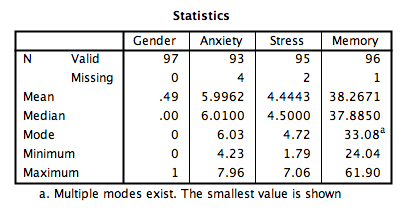 Statistics
Gender Anxiety Stress Memory
N Valid 97 93 95 96
Missing 0 4 2 1
Mean .49 5.9962 4.4443 38.2671
Median .00 6.0100 4.5000 37.8850
Mode 0 6.03 4.72 33.08a
Minimum 0 4.23 1.79 24.04
Maximum 1 7.96 7.06 61.90
a. Multiple modes exist. The smallest value is shown